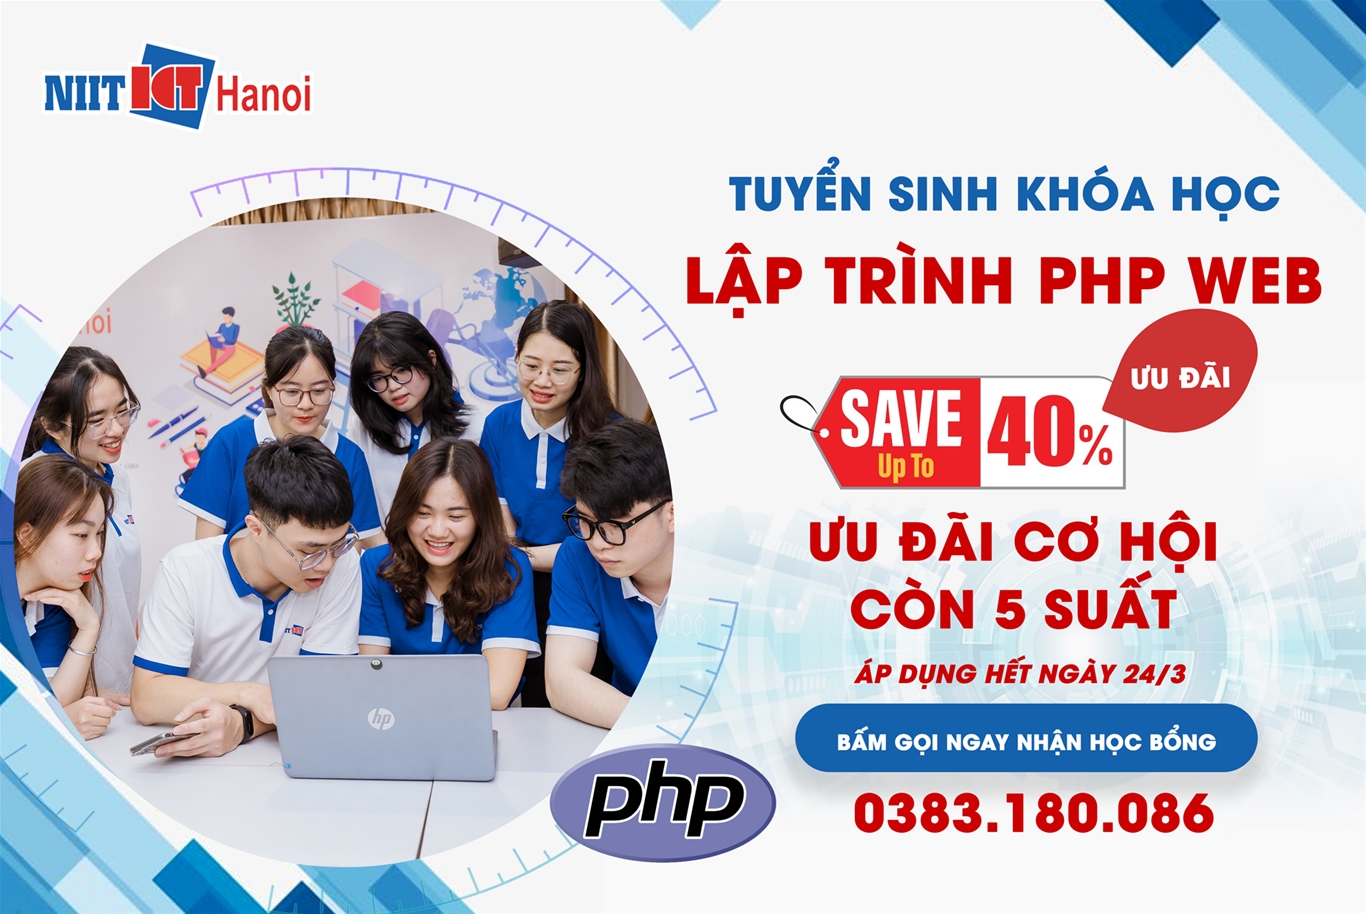 NIIT ICT Hanoi
TUYỂN SINH KHÓA HỌC
LẬP TRÌNH PHP WEB
ƯU ĐÃI
SAVE
Up To
40%
ƯU ĐÃI CƠ HỘI
CÒN 5 SUẤT
ÁP DỤNG HẾT NGÀY 24/3
BẤM GỌI NGAY NHẬN HỌC BỔNG
0383.180.086
hp
php